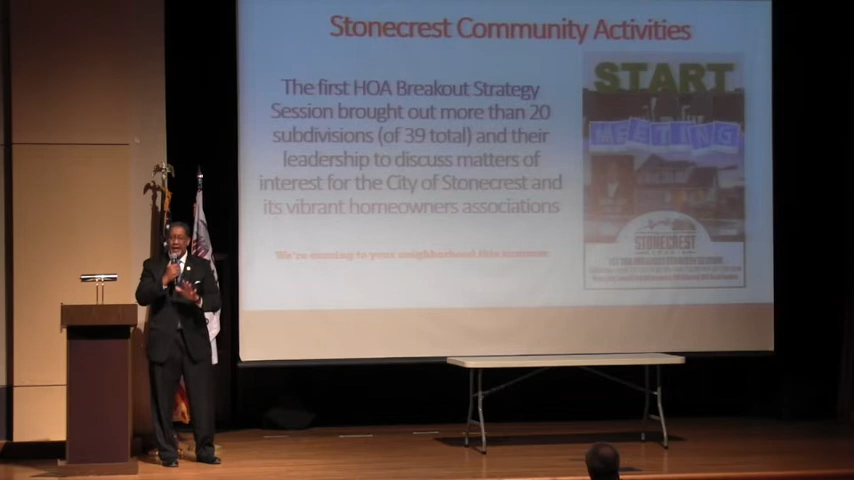 Stonecrest Community Activities
The first HOA Breakout Strategy
Session brought out more than 20
subdivisions (of 39 total) and their
leadership to discuss matters of
interest for the City of Stonecrest and
its vibrant homeowners associations
We're coming to your neighborhood this summer
START
MEETING
STONECREST